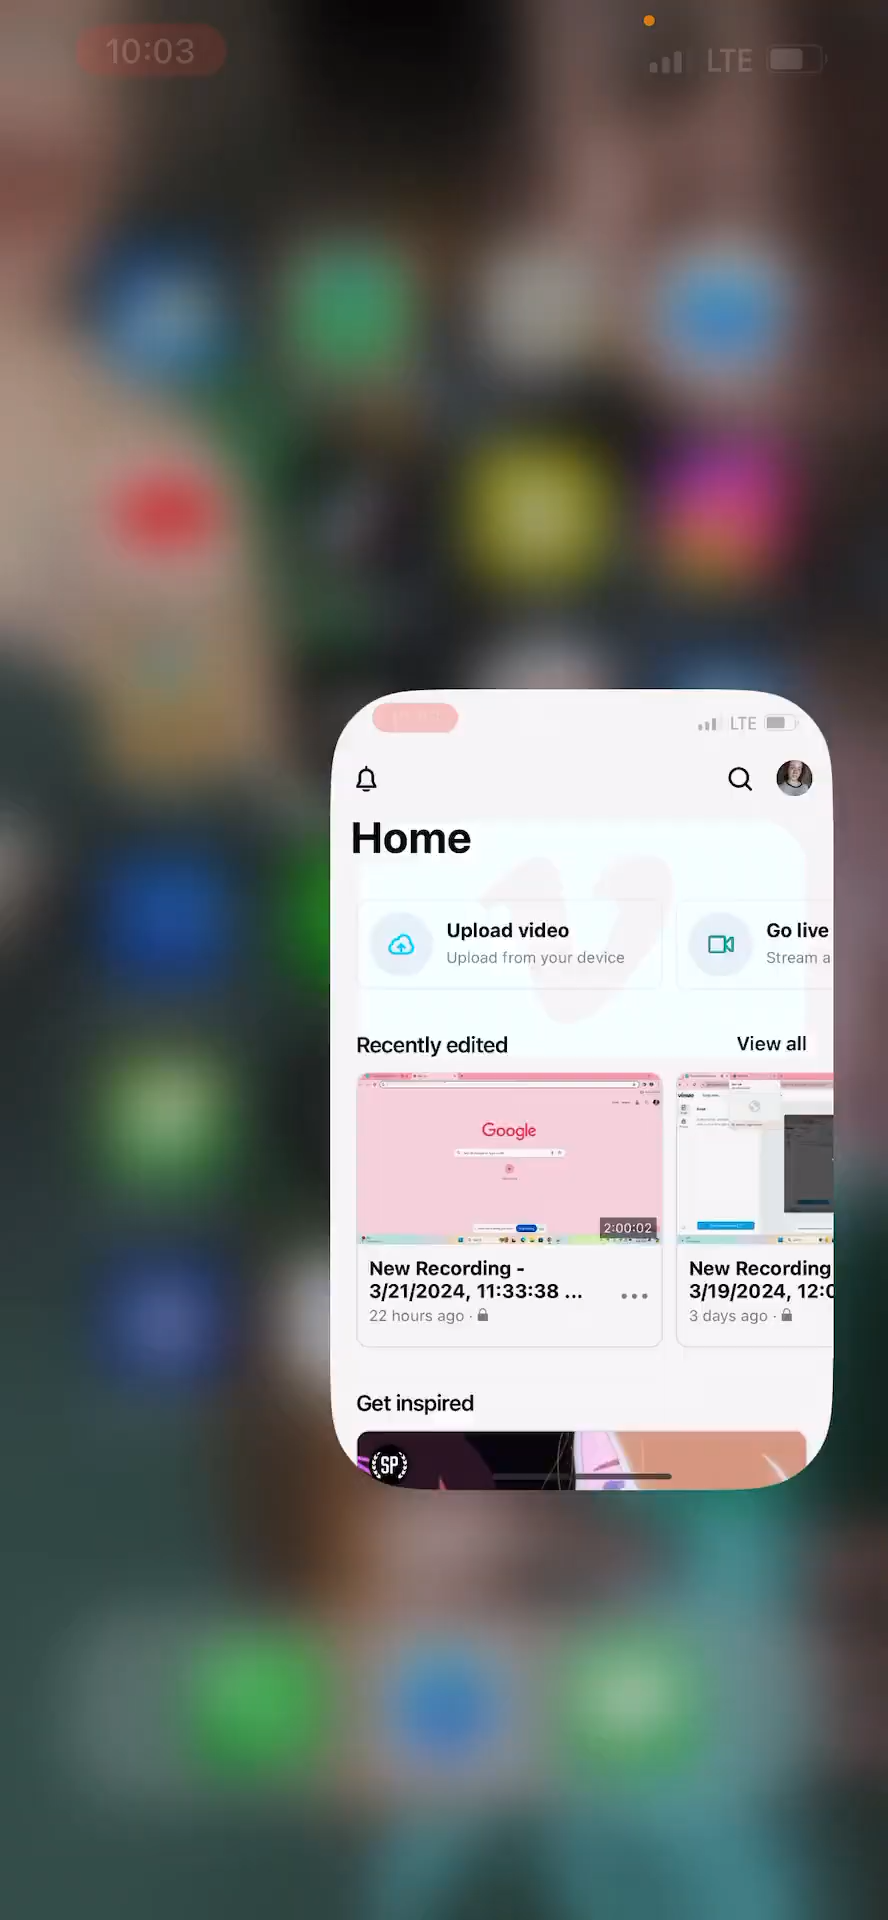 10:03
LTE
LTE
Home
Upload video
Upload from your device
Go live
Stream a
Recently edited
View all
Google
2:00:02
New Recording -
3/21/2024, 11:33:38 ...
22 hours ago ·
New Recording
3/19/2024, 12:0
3 days ago ·
Get inspired
SP